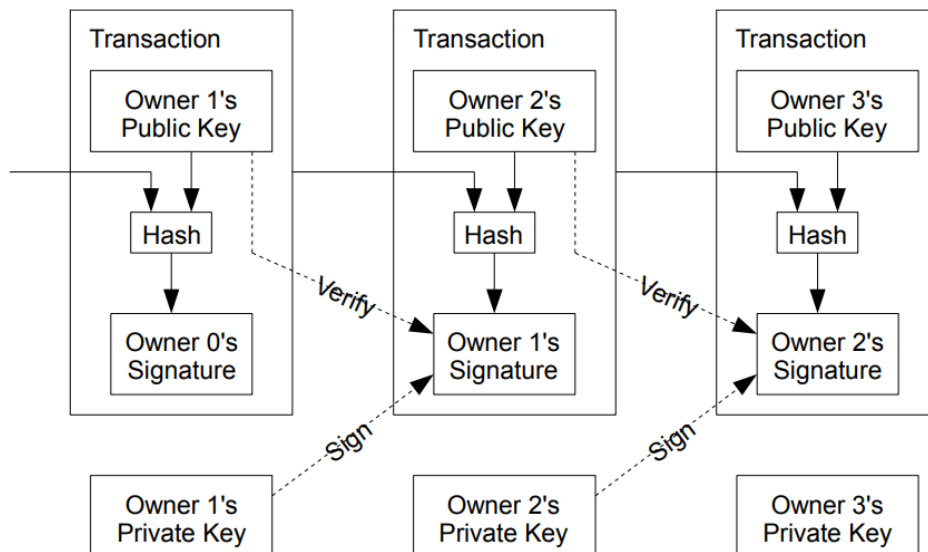 Transaction
Transaction
Transaction
Owner 1's
Public Key
Owner 2's
Public Key
Owner 3's
Public Key
Hash
Hash
Hash
Verify
Verify
Owner 0's
Signature
Owner 1's
Signature
Owner 2's
Signature
Sign
Sign
Owner 1's
Private Key
Owner 2's
Private Key
Owner 3's
Private Key